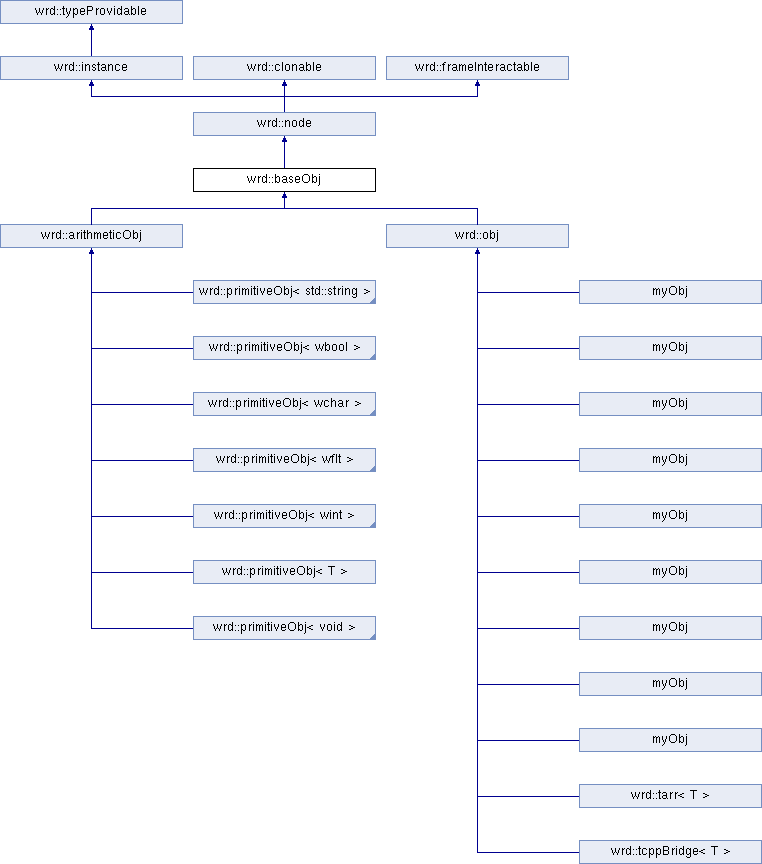 wrd::typeProvidable
wrd::instance
wrd::clonable
wrd::frameInteractable
wrd::node
wrd::baseObj
wrd::arithmeticObj
wrd::obj
wrd::primitiveObj< std::string >
myObj
wrd::primitiveObj< wbool >
myObj
wrd::primitiveObj< wchar >
myObj
wrd::primitiveObj< wflt >
myObj
wrd::primitiveObj< wint >
myObj
wrd::primitiveObj< T >
myObj
wrd::primitiveObj< void >
myObj
myObj
myObj
wrd::tarr< T >
wrd::tcppBridge< T >